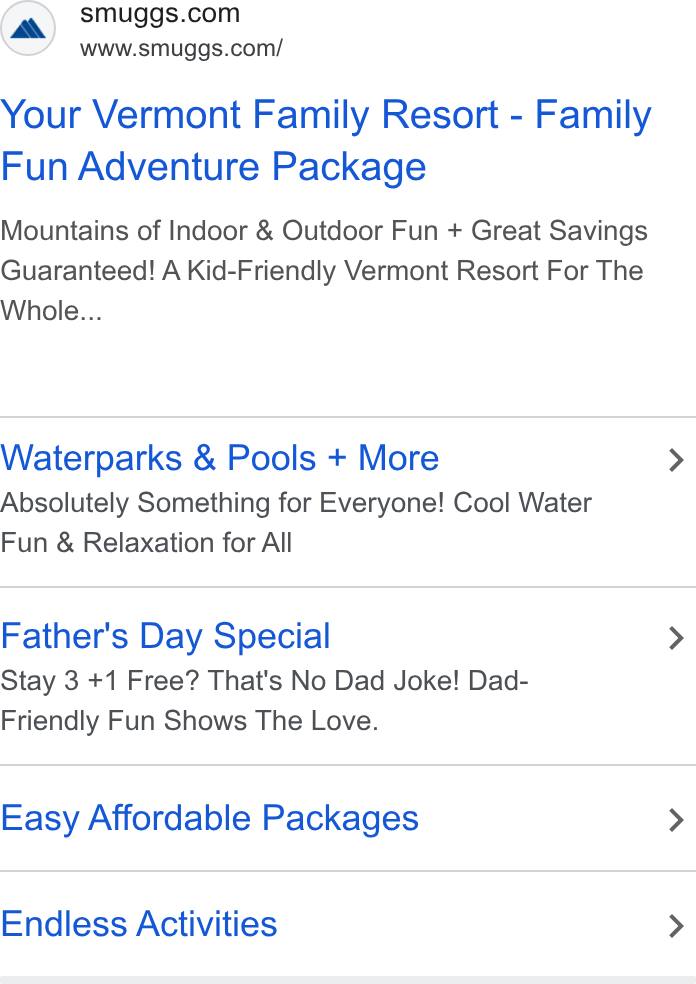 smuggs.com
www.smuggs.com/
Your Vermont Family Resort - Family
Fun Adventure Package
Mountains of Indoor & Outdoor Fun + Great Savings
Guaranteed! A Kid-Friendly Vermont Resort For The
Whole...
Waterparks & Pools + More
Absolutely Something for Everyone! Cool Water
Fun & Relaxation for All
Father's Day Special
Stay 3 +1 Free? That's No Dad Joke! Dad-
Friendly Fun Shows The Love.
Easy Affordable Packages
Endless Activities